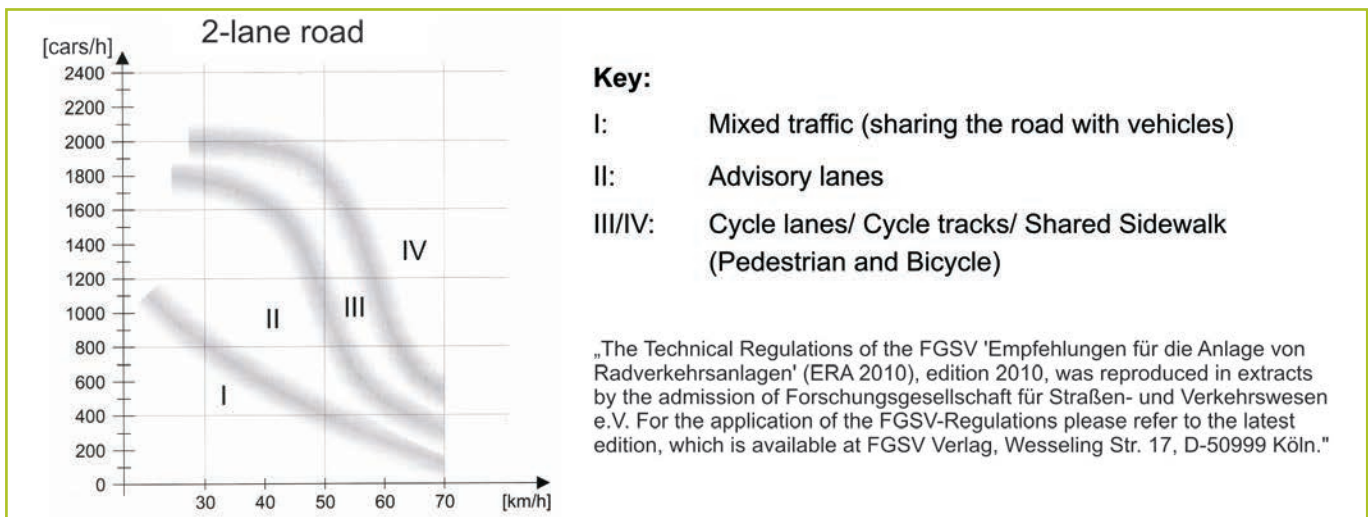 2-lane road
[cars/h]
2400
2200
2000
1800
1600
1400
1200
1000
800
600
400
200
0
30 40 50 60 70 [km/h]
I
II
III
IV
Key:
I: Mixed traffic (sharing the road with vehicles)
II: Advisory lanes
III/IV: Cycle lanes/ Cycle tracks/ Shared Sidewalk
(Pedestrian and Bicycle)
„The Technical Regulations of the FGSV 'Empfehlungen für die Anlage von
Radverkehrsanlagen' (ERA 2010), edition 2010, was reproduced in extracts
by the admission of Forschungsgesellschaft für Straßen- und Verkehrswesen
e.V. For the application of the FGSV-Regulations please refer to the latest
edition, which is available at FGSV Verlag, Wesseling Str. 17, D-50999 Köln."